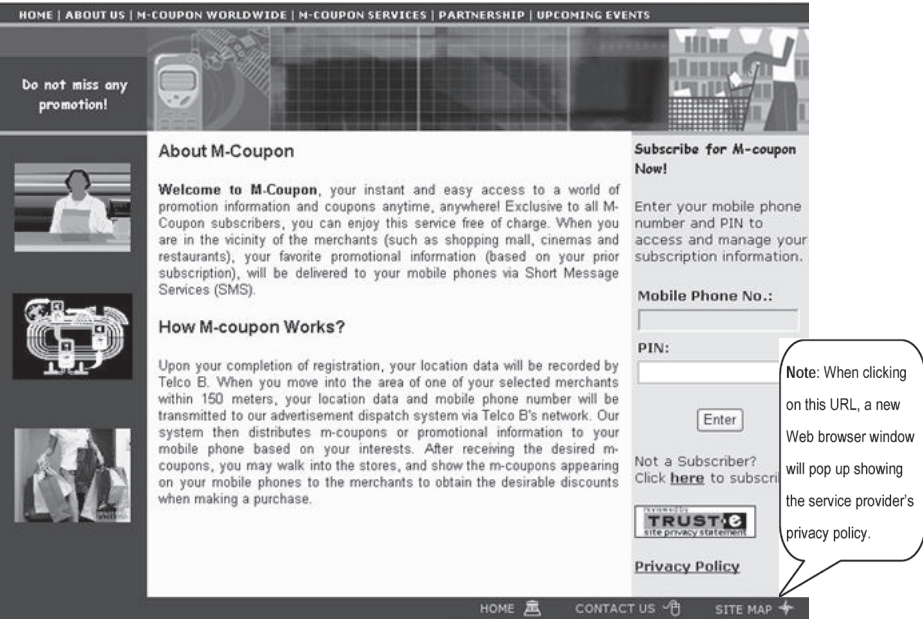 HOME | ABOUT US | M-COUPON WORLDWIDE | M-COUPON SERVICES | PARTNERSHIP | UPCOMING EVENTS
Do not miss any
promotion!
About M-Coupon
Welcome to M-Coupon, your instant and easy access to a world of
promotion information and coupons anytime, anywhere! Exclusive to all M-
Coupon subscribers, you can enjoy this service free of charge. When you
are in the vicinity of the merchants (such as shopping mall, cinemas and
restaurants), your favorite promotional information (based on your prior
subscription), will be delivered to your mobile phones via Short Message
Services (SMS).
How M-coupon Works?
Upon your completion of registration, your location data will be recorded by
Telco B. When you move into the area of one of your selected merchants
within 150 meters, your location data and mobile phone number will be
transmitted to our advertisement dispatch system via Telco B's network. Our
system then distributes m-coupons or promotional information to your
mobile phone based on your interests. After receiving the desired m-
coupons, you may walk into the stores, and show the m-coupons appearing
on your mobile phones to the merchants to obtain the desirable discounts
when making a purchase.
Subscribe for M-coupon
Now!
Enter your mobile phone
number and PIN to
access and manage your
subscription information.
Mobile Phone No.:
PIN:
Enter
Not a Subscriber?
Click here to subscri
TRUST e
site privacy statement
Privacy Policy
Note: When clicking
on this URL, a new
Web browser window
will pop up showing
the service provider's
privacy policy.
HOME CONTACT US SITE MAP